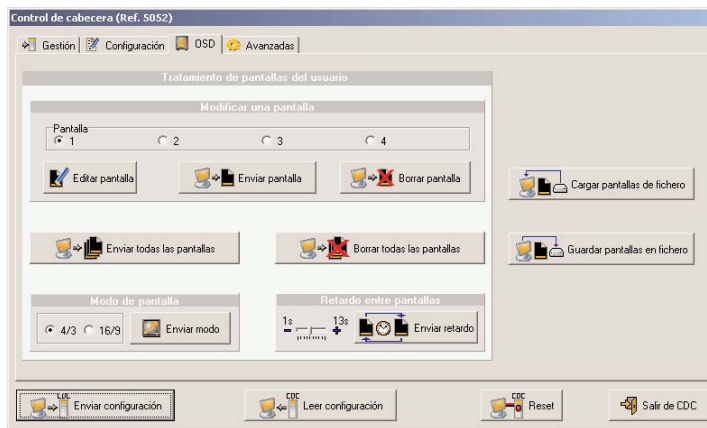 Control de cabecera (Ref. 5052)
Gestión Configuración OSD Avanzadas
Tratamiento de pantallas del usuario
Modificar una pantalla
Pantalla
1 2 3 4
Editar pantalla Enviar pantalla Borrar pantalla
Cargar pantallas de fichero
Enviar todas las pantallas Borrar todas las pantallas
Guardar pantallas en fichero
Modo de pantalla Retardo entre pantallas
4/3 16/9 Enviar modo 1s 13s Enviar retardo
CDC Enviar configuración CDC Leer configuración CDC Reset Salir de CDC